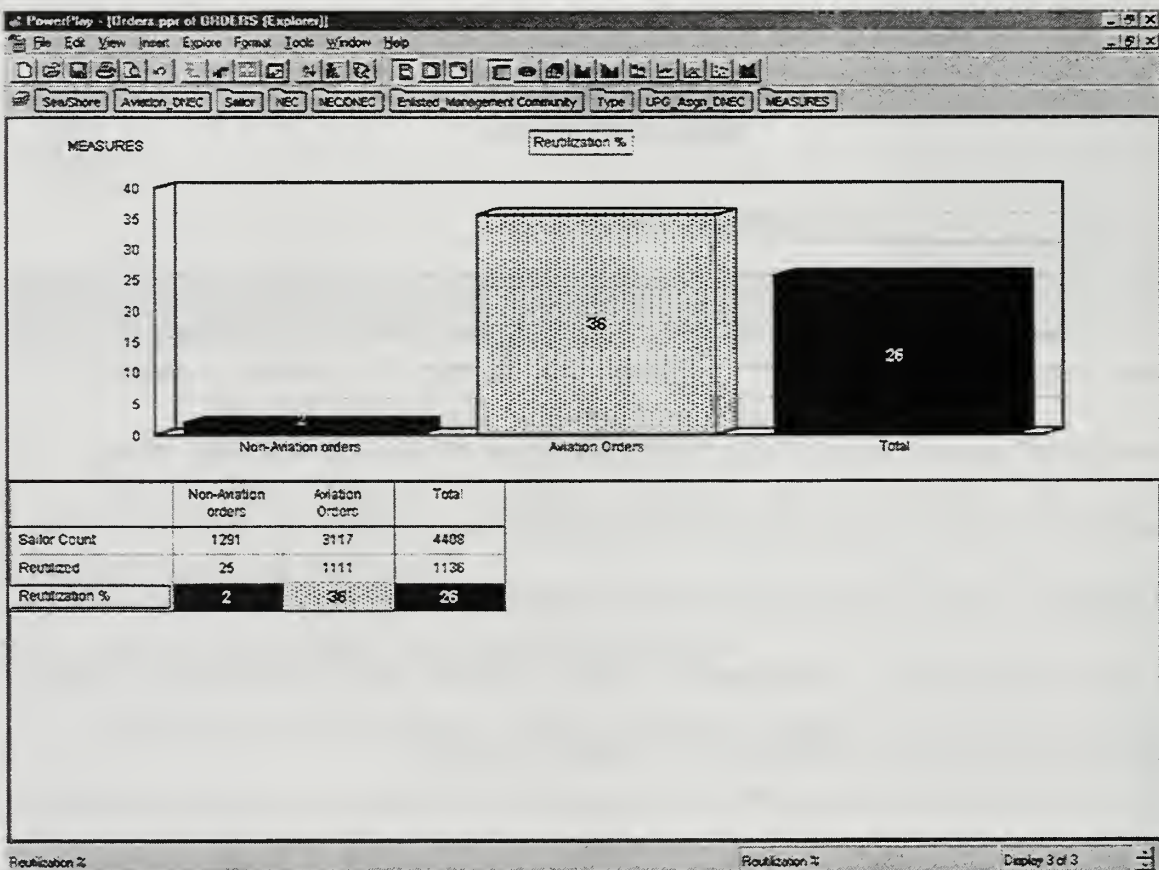 PowerPlay - [Orders.ppr of ORDERS (Explorer)]
File Edit View Insert Explore Format Tools Window Help
Sea/Shore Aviation_DNEC Sailor NEC NEC/DNEC Enlisted_Management Community Type UPG_Asgn_DNEC MEASURES
MEASURES Reutilization %
40
35
30
25
20
15
10
5
0
2
36
26
Non-Aviation orders Aviation Orders Total
Non-Aviation orders Aviation Orders Total
Sailor Count 1291 3117 4408
Reutilized 25 1111 1136
Reutilization % 2 36 26
Reutilization % Reutilization % Display 3 of 3